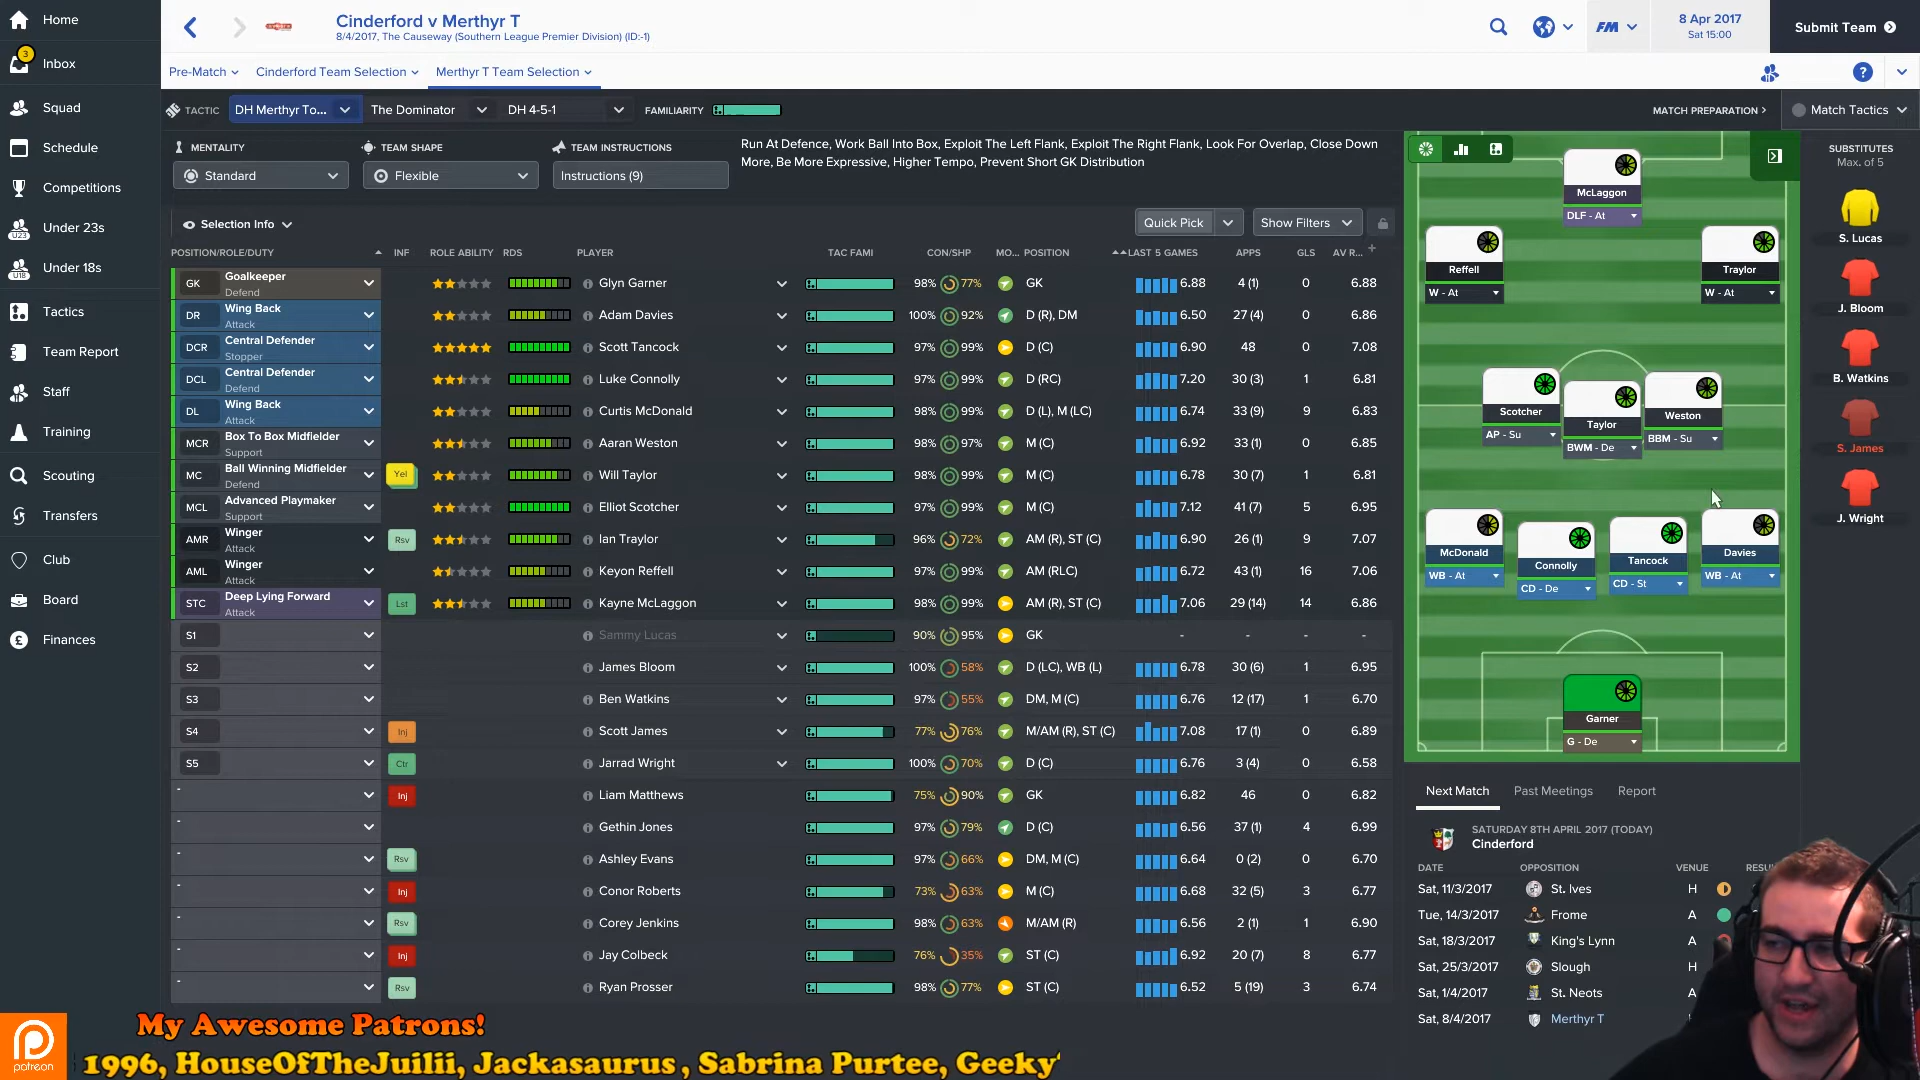 Home
3
Inbox
Squad
Schedule
Competitions
Under 23s
Under 18s
Tactics
Team Report
Staff
Training
Scouting
Transfers
Club
Board
Finances
Cinderford v Merthyr T
8/4/2017, The Causeway (Southern League Premier Division) (ID:-1)
FM
8 Apr 2017
Sat 15:00
Submit Team
Pre-Match
Cinderford Team Selection
Merthyr T Team Selection
TACTIC
DH Merthyr To...
The Dominator
DH 4-5-1
FAMILIARITY
MATCH PREPARATION >
Match Tactics
MENTALITY
Standard
TEAM SHAPE
Flexible
TEAM INSTRUCTIONS
Instructions (9)
Run At Defence, Work Ball Into Box, Exploit The Left Flank, Exploit The Right Flank, Look For Overlap, Close Down
More, Be More Expressive, Higher Tempo, Prevent Short GK Distribution
Selection Info
Quick Pick
Show Filters
POSITION/ROLE/DUTY INF ROLE ABILITY RDS PLAYER TAC FAMI CON/SHP MO... POSITION LAST 5 GAMES APPS GLS AV R... +
GK Goalkeeper Defend Glyn Garner 98% 77% GK 6.88 4 (1) 0 6.88
DR Wing Back Attack Adam Davies 100% 92% D (R), DM 6.50 27 (4) 0 6.86
DCR Central Defender Stopper Scott Tancock 97% 99% D (C) 6.90 48 0 7.08
DCL Central Defender Defend Luke Connolly 97% 99% D (RC) 7.20 30 (3) 1 6.81
DL Wing Back Attack Curtis McDonald 98% 99% D (L), M (LC) 6.74 33 (9) 9 6.83
MCR Box To Box Midfielder Support Aaran Weston 98% 97% M (C) 6.92 33 (1) 0 6.85
MC Ball Winning Midfielder Defend Yel Will Taylor 98% 99% M (C) 6.78 30 (7) 1 6.81
MCL Advanced Playmaker Support Elliot Scotcher 97% 99% M (C) 7.12 41 (7) 5 6.95
AMR Winger Attack Rsv Ian Traylor 96% 72% AM (R), ST (C) 6.90 26 (1) 9 7.07
AML Winger Attack Keyon Reffell 97% 99% AM (RLC) 6.72 43 (1) 16 7.06
STC Deep Lying Forward Attack Lst Kayne McLaggon 98% 99% AM (R), ST (C) 7.06 29 (14) 14 6.86
S1 Sammy Lucas 90% 95% GK - - - -
S2 James Bloom 100% 58% D (LC), WB (L) 6.78 30 (6) 1 6.95
S3 Ben Watkins 97% 55% DM, M (C) 6.76 12 (17) 1 6.70
S4 Inj Scott James 77% 76% M/AM (R), ST (C) 7.08 17 (1) 0 6.89
S5 Ctr Jarrad Wright 100% 70% D (C) 6.76 3 (4) 0 6.58
- Inj Liam Matthews 75% 90% GK 6.82 46 0 6.82
- Gethin Jones 97% 79% D (C) 6.56 37 (1) 4 6.99
- Rsv Ashley Evans 97% 66% DM, M (C) 6.64 0 (2) 0 6.70
- Inj Conor Roberts 73% 63% M (C) 6.68 32 (5) 3 6.77
- Rsv Corey Jenkins 98% 63% M/AM (R) 6.56 2 (1) 1 6.90
- Inj Jay Colbeck 76% 35% ST (C) 6.92 20 (7) 8 6.77
- Rsv Ryan Prosser 98% 77% ST (C) 6.52 5 (19) 3 6.74
McLaggon
DLF - At
Reffell
W - At
Traylor
W - At
Scotcher
AP - Su
Taylor
BWM - De
Weston
BBM - Su
McDonald
WB - At
Connolly
CD - De
Tancock
CD - St
Davies
WB - At
Garner
G - De
SUBSTITUTES
Max. of 5
S. Lucas
J. Bloom
B. Watkins
S. James
J. Wright
Next Match
Past Meetings
Report
SATURDAY 8TH APRIL 2017 (TODAY)
Cinderford
DATE OPPOSITION VENUE
Sat, 11/3/2017 St. Ives H
Tue, 14/3/2017 Frome A
Sat, 18/3/2017 King's Lynn A
Sat, 25/3/2017 Slough H
Sat, 1/4/2017 St. Neots A
Sat, 8/4/2017 Merthyr T
My Awesome Patrons!
patreon
1996, HouseOfTheJuilii, Jackasaurus , Sabrina Purtee, Geeky